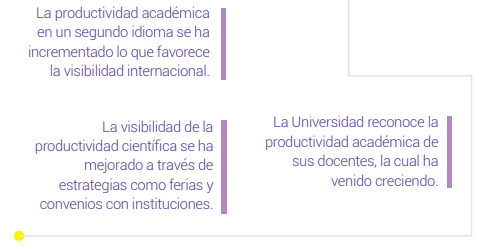 La productividad académica
en un segundo idioma se ha
incrementado lo que favorece
la visibilidad internacional.
La visibilidad de la
productividad científica se ha
mejorado a través de
estrategias como ferias y
convenios con instituciones.
La Universidad reconoce la
productividad académica de
sus docentes, la cual ha
venido creciendo.